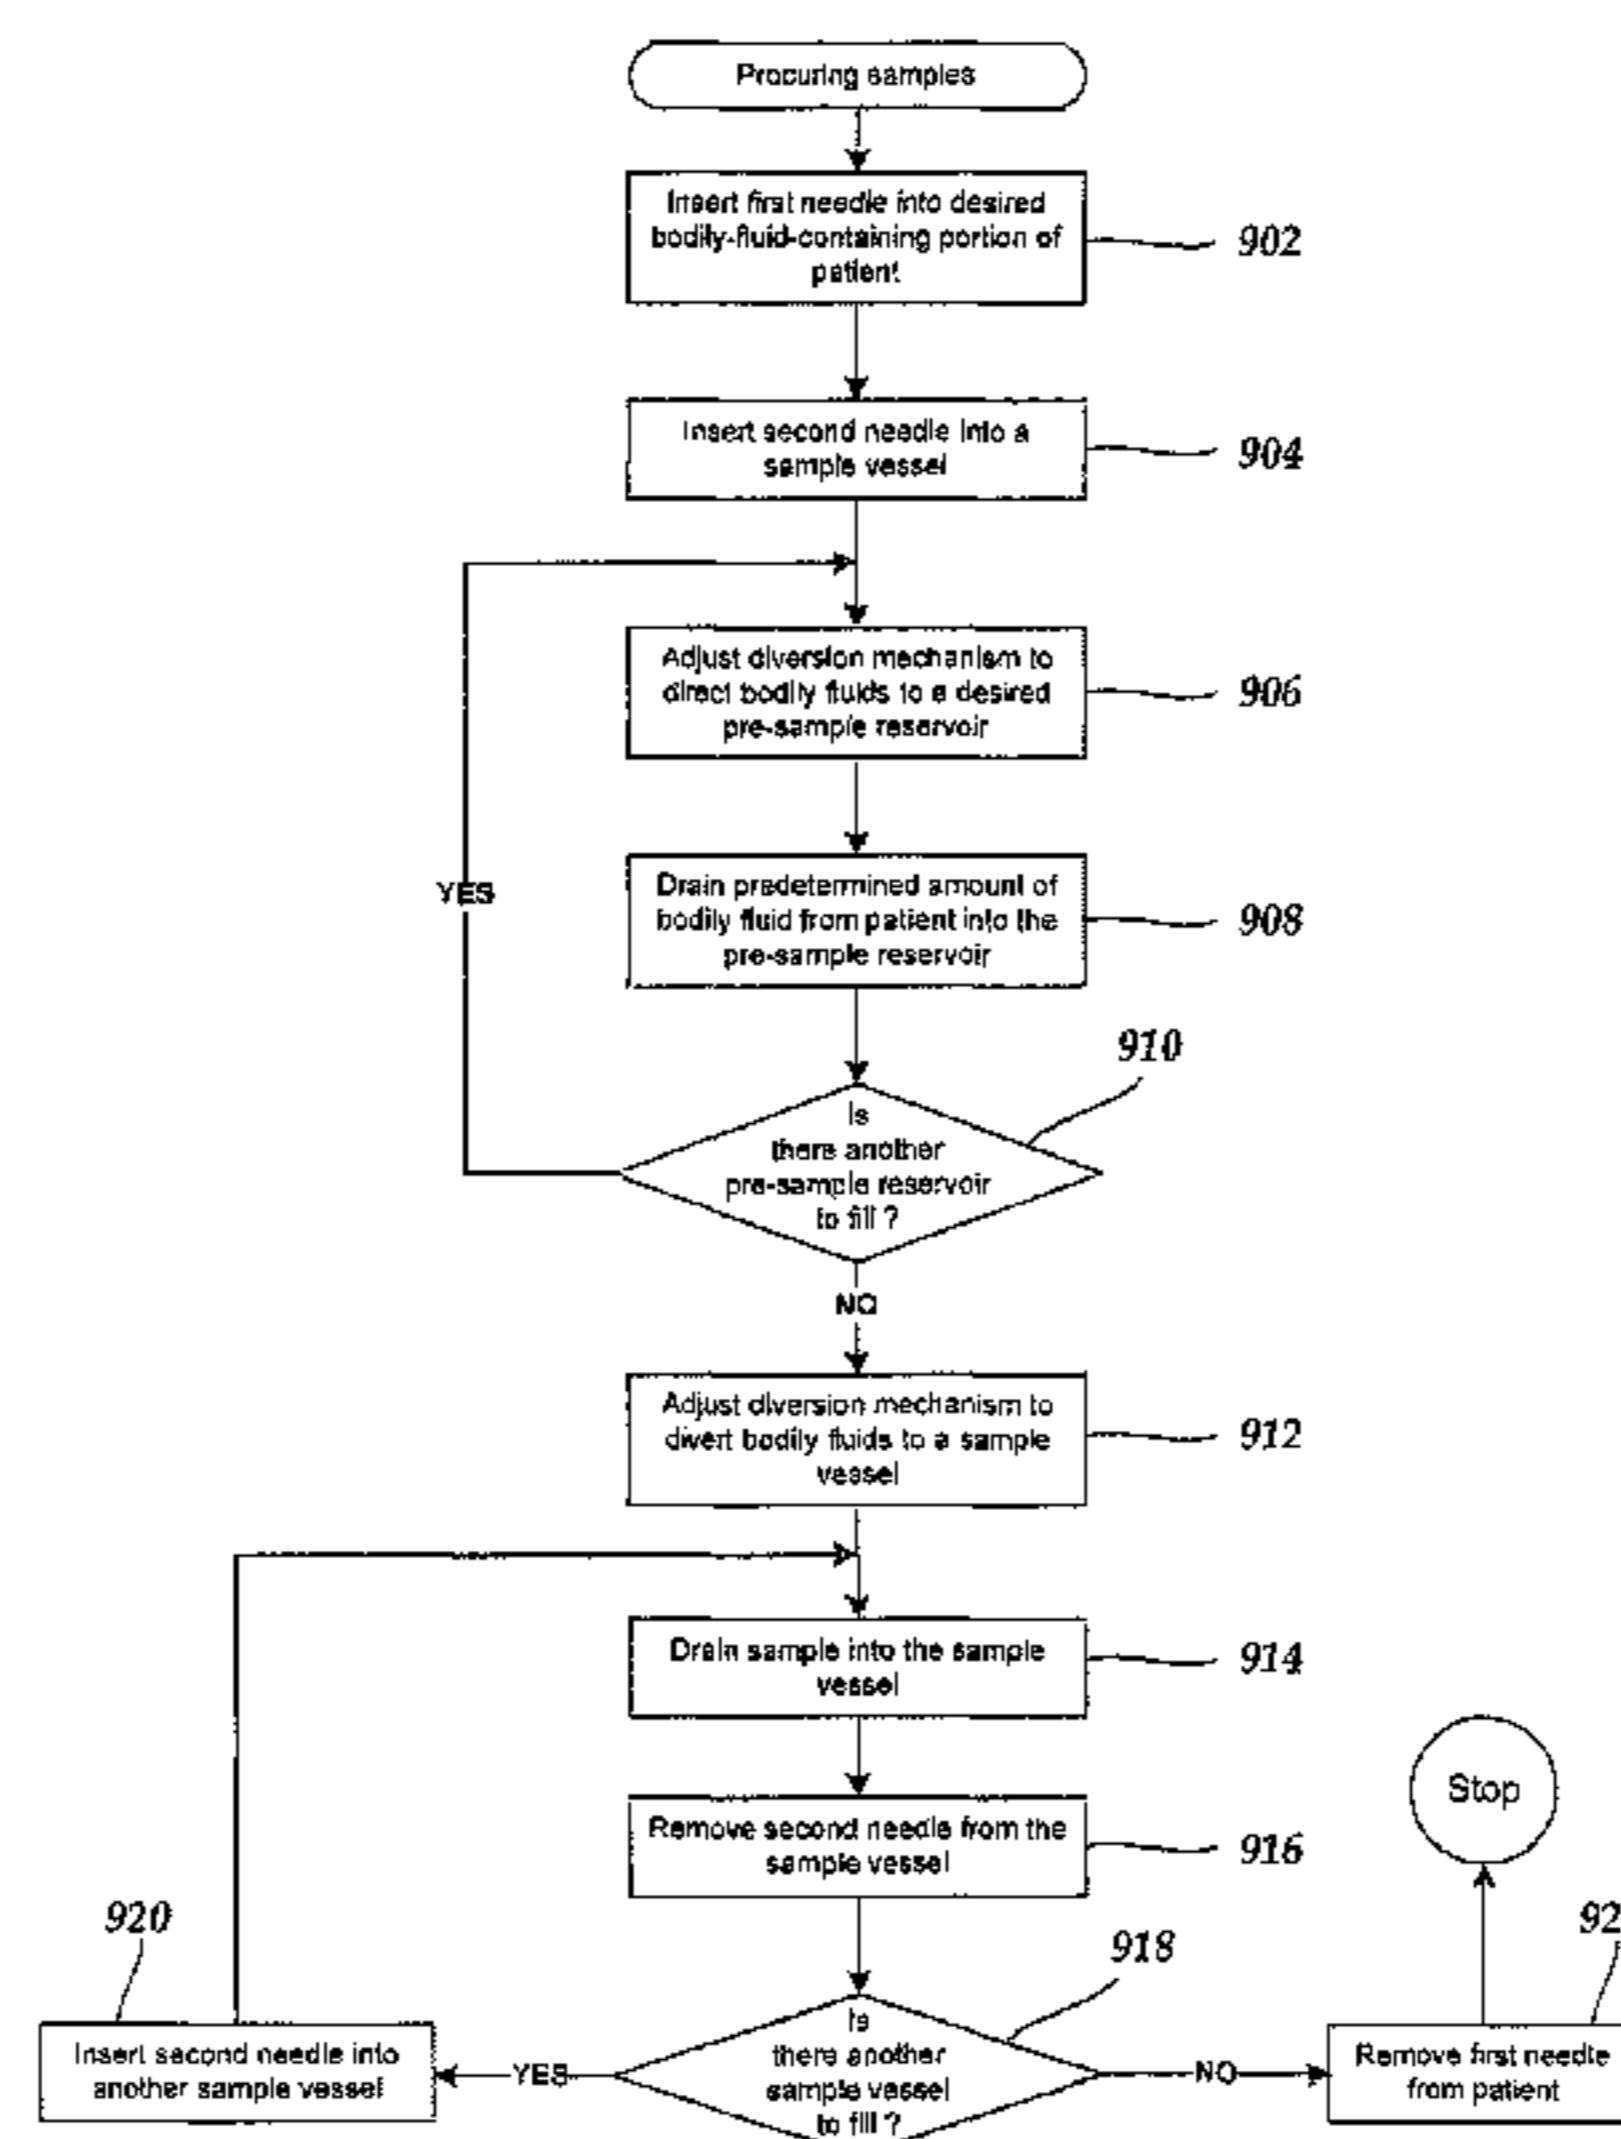 Procuring samples
Insert first needle into desired
bodily-fluid-containing portion of
patient
902
Insert second needle into a
sample vessel
904
Adjust diversion mechanism to
direct bodily fluids to a desired
pre-sample reservoir
906
YES
Drain predetermined amount of
bodily fluid from patient into the
pre-sample reservoir
908
910
Is
there another
pre-sample reservoir
to fill ?
NO
Adjust diversion mechanism to
divert bodily fluids to a sample
vessel
912
Drain sample into the sample
vessel
914
Stop
Remove second needle from the
sample vessel
916
920
918
92
Insert second needle into
another sample vessel
YES
Is
there another
sample vessel
to fill ?
NO
Remove first needle
from patient